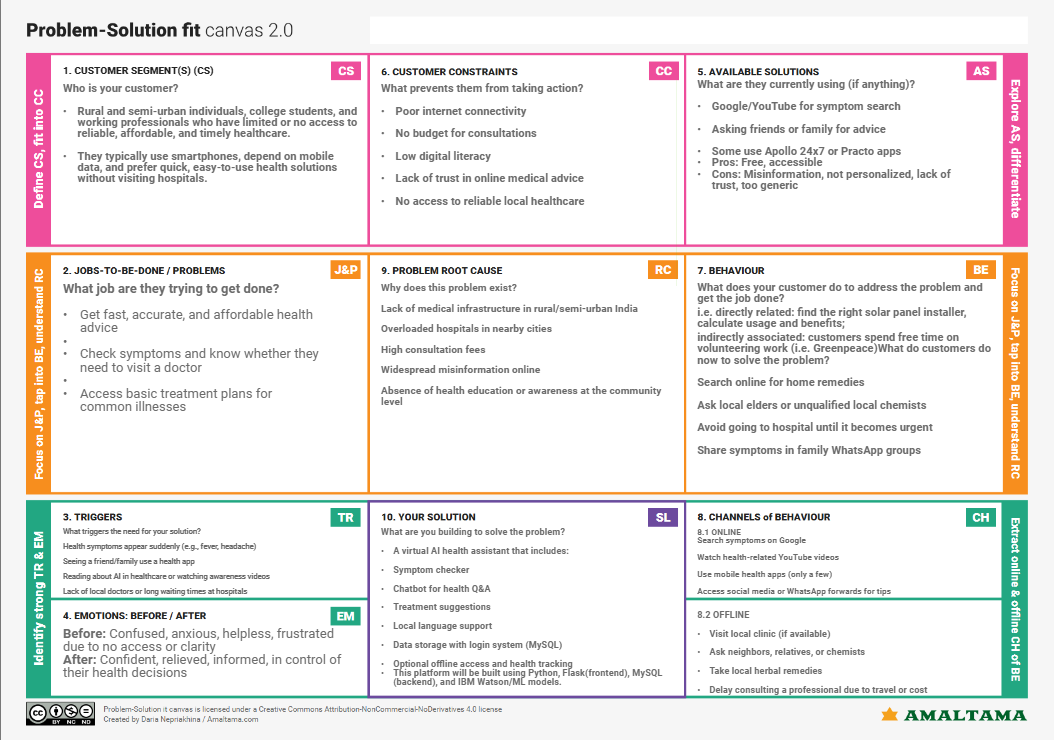 Problem-Solution fit canvas 2.0
Define CS, fit into CC
1. CUSTOMER SEGMENT(S) (CS)
CS
Who is your customer?
• Rural and semi-urban individuals, college students, and
working professionals who have limited or no access to
reliable, affordable, and timely healthcare.
• They typically use smartphones, depend on mobile
data, and prefer quick, easy-to-use health solutions
without visiting hospitals.
6. CUSTOMER CONSTRAINTS
CC
What prevents them from taking action?
• Poor internet connectivity
• No budget for consultations
• Low digital literacy
• Lack of trust in online medical advice
• No access to reliable local healthcare
5. AVAILABLE SOLUTIONS
AS
What are they currently using (if anything)?
• Google/YouTube for symptom search
• Asking friends or family for advice
• Some use Apollo 24x7 or Practo apps
• Pros: Free, accessible
• Cons: Misinformation, not personalized, lack of
trust, too generic
Explore AS, differentiate
Focus on J&P, tap into BE, understand RC
2. JOBS-TO-BE-DONE / PROBLEMS
J&P
What job are they trying to get done?
• Get fast, accurate, and affordable health
advice
•
• Check symptoms and know whether they
need to visit a doctor
•
• Access basic treatment plans for
common illnesses
9. PROBLEM ROOT CAUSE
RC
Why does this problem exist?
Lack of medical infrastructure in rural/semi-urban India
Overloaded hospitals in nearby cities
High consultation fees
Widespread misinformation online
Absence of health education or awareness at the community
level
7. BEHAVIOUR
BE
What does your customer do to address the problem and
get the job done?
i.e. directly related: find the right solar panel installer,
calculate usage and benefits;
indirectly associated: customers spend free time on
volunteering work (i.e. Greenpeace)What do customers do
now to solve the problem?
Search online for home remedies
Ask local elders or unqualified local chemists
Avoid going to hospital until it becomes urgent
Share symptoms in family WhatsApp groups
Focus on J&P, tap into BE, understand RC
Identify strong TR & EM
3. TRIGGERS
TR
What triggers the need for your solution?
Health symptoms appear suddenly (e.g., fever, headache)
Seeing a friend/family use a health app
Reading about AI in healthcare or watching awareness videos
Lack of local doctors or long waiting times at hospitals
4. EMOTIONS: BEFORE / AFTER
EM
Before: Confused, anxious, helpless, frustrated
due to no access or clarity
After: Confident, relieved, informed, in control of
their health decisions
10. YOUR SOLUTION
SL
What are you building to solve the problem?
• A virtual AI health assistant that includes:
• Symptom checker
• Chatbot for health Q&A
• Treatment suggestions
• Local language support
• Data storage with login system (MySQL)
• Optional offline access and health tracking
• This platform will be built using Python, Flask(frontend), MySQL
(backend), and IBM Watson/ML models.
8. CHANNELS of BEHAVIOUR
CH
8.1 ONLINE
Search symptoms on Google
Watch health-related YouTube videos
Use mobile health apps (only a few)
Access social media or WhatsApp forwards for tips
8.2 OFFLINE
• Visit local clinic (if available)
• Ask neighbors, relatives, or chemists
• Take local herbal remedies
• Delay consulting a professional due to travel or cost
Extract online & offline CH of BE
CC BY NC ND
Problem-Solution it canvas is licensed under a Creative Commons Attribution-NonCommercial-NoDerivatives 4.0 license
Created by Daria Nepriakhina / Amaltama.com
AMALTAMA